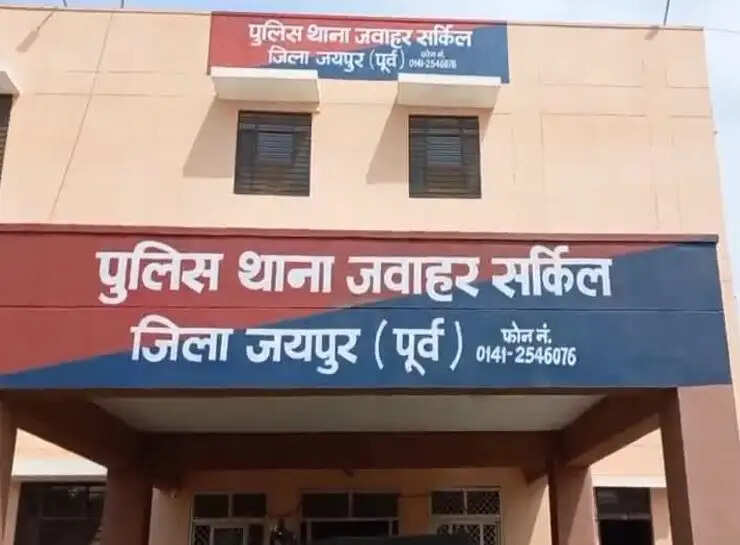 पुलिस थाना जवाहर सर्किल
जिला जयपुर (पूर्व) फोन नं. 0141-2546076
पुलिस थाना जवाहर सर्किल
जिला जयपुर (पूर्व) फोन नं. 0141-2546076